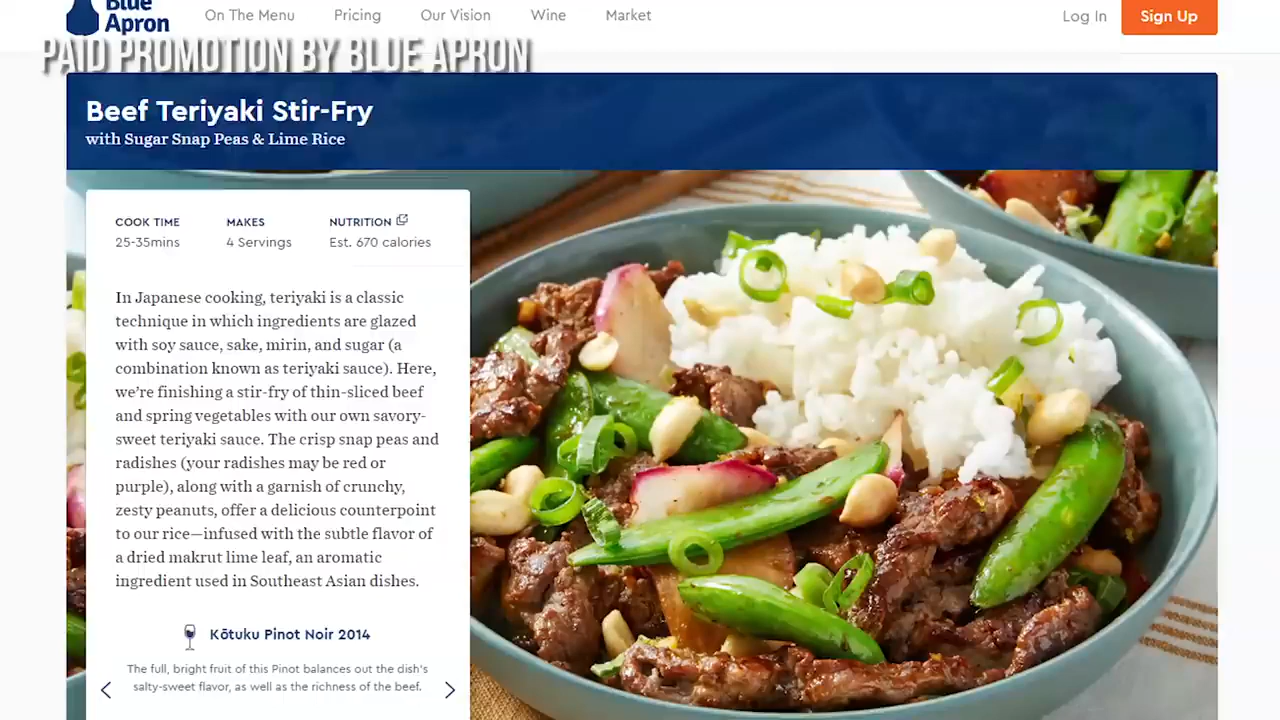 Blue
Apron
On The Menu
Pricing
Our Vision
Wine
Market
Log In
Sign Up
PAID PROMOTION BY BLUE APRON
Beef Teriyaki Stir-Fry
with Sugar Snap Peas & Lime Rice
COOK TIME
25-35mins
MAKES
4 Servings
NUTRITION
Est. 670 calories
In Japanese cooking, teriyaki is a classic
technique in which ingredients are glazed
with soy sauce, sake, mirin, and sugar (a
combination known as teriyaki sauce). Here,
we're finishing a stir-fry of thin-sliced beef
and spring vegetables with our own savory-
sweet teriyaki sauce. The crisp snap peas and
radishes (your radishes may be red or
purple), along with a garnish of crunchy,
zesty peanuts, offer a delicious counterpoint
to our rice—infused with the subtle flavor of
a dried makrut lime leaf, an aromatic
ingredient used in Southeast Asian dishes.
Kōtuku Pinot Noir 2014
The full, bright fruit of this Pinot balances out the dish's
salty-sweet flavor, as well as the richness of the beef.